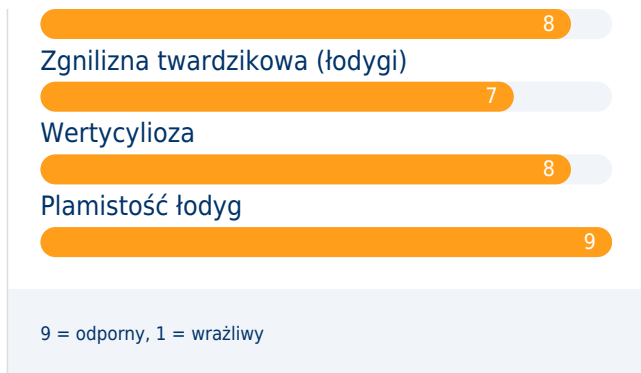 8
Zgnilizna twardzikowa (łodygi)
7
Wertycylioza
8
Plamistość łodyg
9
9 = odporny, 1 = wrażliwy